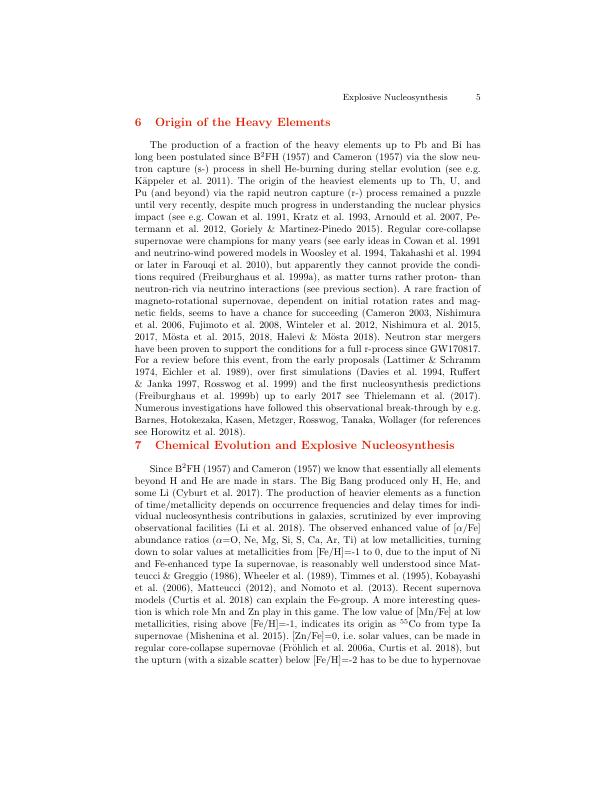 Explosive Nucleosynthesis 5
6 Origin of the Heavy Elements
The production of a fraction of the heavy elements up to Pb and Bi has
long been postulated since B²FH (1957) and Cameron (1957) via the slow neu-
tron capture (s-) process in shell He-burning during stellar evolution (see e.g.
Käppeler et al. 2011). The origin of the heaviest elements up to Th, U, and
Pu (and beyond) via the rapid neutron capture (r-) process remained a puzzle
until very recently, despite much progress in understanding the nuclear physics
impact (see e.g. Cowan et al. 1991, Kratz et al. 1993, Arnould et al. 2007, Pe-
termann et al. 2012, Goriely & Martinez-Pinedo 2015). Regular core-collapse
supernovae were champions for many years (see early ideas in Cowan et al. 1991
and neutrino-wind powered models in Woosley et al. 1994, Takahashi et al. 1994
or later in Farouqi et al. 2010), but apparently they cannot provide the condi-
tions required (Freiburghaus et al. 1999a), as matter turns rather proton- than
neutron-rich via neutrino interactions (see previous section). A rare fraction of
magneto-rotational supernovae, dependent on initial rotation rates and mag-
netic fields, seems to have a chance for succeeding (Cameron 2003, Nishimura
et al. 2006, Fujimoto et al. 2008, Winteler et al. 2012, Nishimura et al. 2015,
2017, Mösta et al. 2015, 2018, Halevi & Mösta 2018). Neutron star mergers
have been proven to support the conditions for a full r-process since GW170817.
For a review before this event, from the early proposals (Lattimer & Schramm
1974, Eichler et al. 1989), over first simulations (Davies et al. 1994, Ruffert
& Janka 1997, Rosswog et al. 1999) and the first nucleosynthesis predictions
(Freiburghaus et al. 1999b) up to early 2017 see Thielemann et al. (2017).
Numerous investigations have followed this observational break-through by e.g.
Barnes, Hotokezaka, Kasen, Metzger, Rosswog, Tanaka, Wollager (for references
see Horowitz et al. 2018).
7 Chemical Evolution and Explosive Nucleosynthesis
Since B²FH (1957) and Cameron (1957) we know that essentially all elements
beyond H and He are made in stars. The Big Bang produced only H, He, and
some Li (Cyburt et al. 2017). The production of heavier elements as a function
of time/metallicity depends on occurrence frequencies and delay times for indi-
vidual nucleosynthesis contributions in galaxies, scrutinized by ever improving
observational facilities (Li et al. 2018). The observed enhanced value of [α/Fe]
abundance ratios (α=O, Ne, Mg, Si, S, Ca, Ar, Ti) at low metallicities, turning
down to solar values at metallicities from [Fe/H]=-1 to 0, due to the input of Ni
and Fe-enhanced type Ia supernovae, is reasonably well understood since Mat-
teucci & Greggio (1986), Wheeler et al. (1989), Timmes et al. (1995), Kobayashi
et al. (2006), Matteucci (2012), and Nomoto et al. (2013). Recent supernova
models (Curtis et al. 2018) can explain the Fe-group. A more interesting ques-
tion is which role Mn and Zn play in this game. The low value of [Mn/Fe] at low
metallicities, rising above [Fe/H]=-1, indicates its origin as ⁵⁵Co from type Ia
supernovae (Mishenina et al. 2015). [Zn/Fe]=0, i.e. solar values, can be made in
regular core-collapse supernovae (Fröhlich et al. 2006a, Curtis et al. 2018), but
the upturn (with a sizable scatter) below [Fe/H]=-2 has to be due to hypernovae